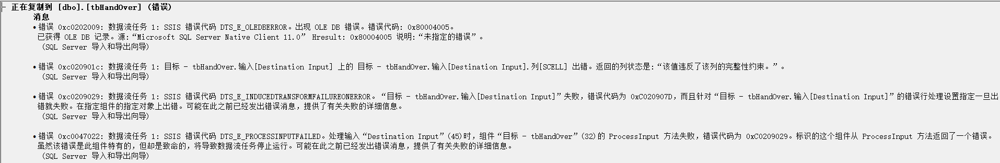 正在复制到 [dbo].[tbHandOver] (错误)
消息
•错误 0xc0202009: 数据流任务 1: SSIS 错误代码 DTS_E_OLEDBERROR。出现 OLE DB 错误。错误代码: 0x80004005。
已获得 OLE DB 记录。源:“Microsoft SQL Server Native Client 11.0” Hresult: 0x80004005 说明:“未指定的错误”。
(SQL Server 导入和导出向导)
•错误 0xc020901c: 数据流任务 1: 目标 - tbHandOver.输入[Destination Input] 上的 目标 - tbHandOver.输入[Destination Input].列[SCELL] 出错。返回的列状态是:“该值违反了该列的完整性约束。”。
(SQL Server 导入和导出向导)
•错误 0xc0209029: 数据流任务 1: SSIS 错误代码 DTS_E_INDUCEDTRANSFORMFAILUREONERROR。“目标 - tbHandOver.输入[Destination Input]”失败，错误代码为 0xC020907D，而且针对“目标 - tbHandOver.输入[Destination Input]”的错误行处理设置指定一旦出
错就失败。在指定组件的指定对象上出错。可能在此之前已经发出错误消息，提供了有关失败的详细信息。
(SQL Server 导入和导出向导)
•错误 0xc0047022: 数据流任务 1: SSIS 错误代码 DTS_E_PROCESSINPUTFAILED。处理输入“Destination Input”(45)时，组件“目标 - tbHandOver”(32)的 ProcessInput 方法失败，错误代码为 0xC0209029。标识的这个组件从 ProcessInput 方法返回了一个错误。
虽然该错误是此组件特有的，但却是致命的，将导致数据流任务停止运行。可能在此之前已经发出错误消息，提供了有关失败的详细信息。
(SQL Server 导入和导出向导)